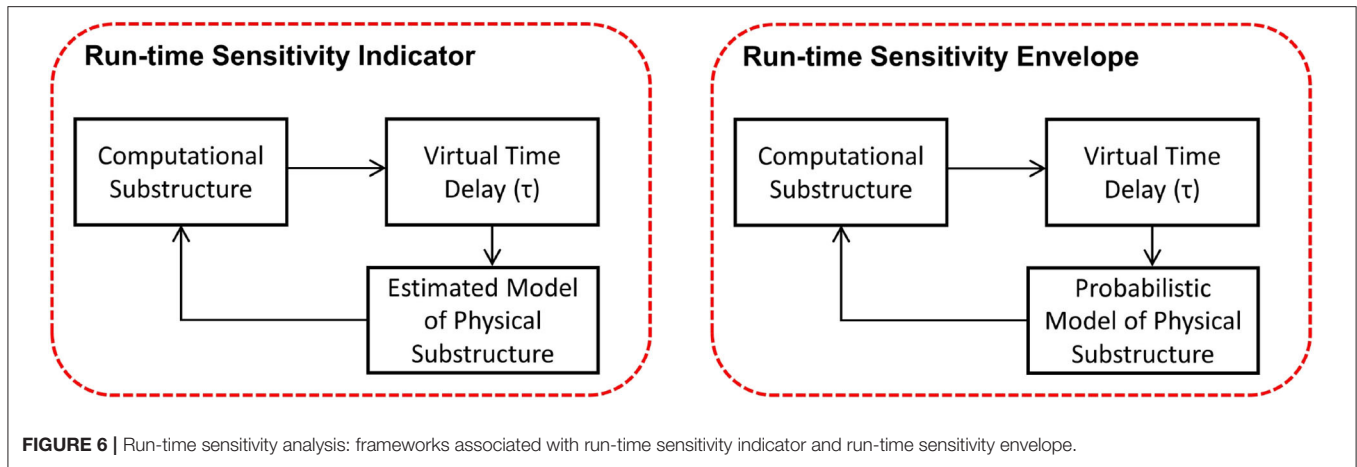 Run-time Sensitivity Indicator
Computational
Substructure
Virtual Time
Delay (τ)
Estimated Model
of Physical
Substructure
Run-time Sensitivity Envelope
Computational
Substructure
Virtual Time
Delay (τ)
Probabilistic
Model of Physical
Substructure
FIGURE 6 | Run-time sensitivity analysis: frameworks associated with run-time sensitivity indicator and run-time sensitivity envelope.